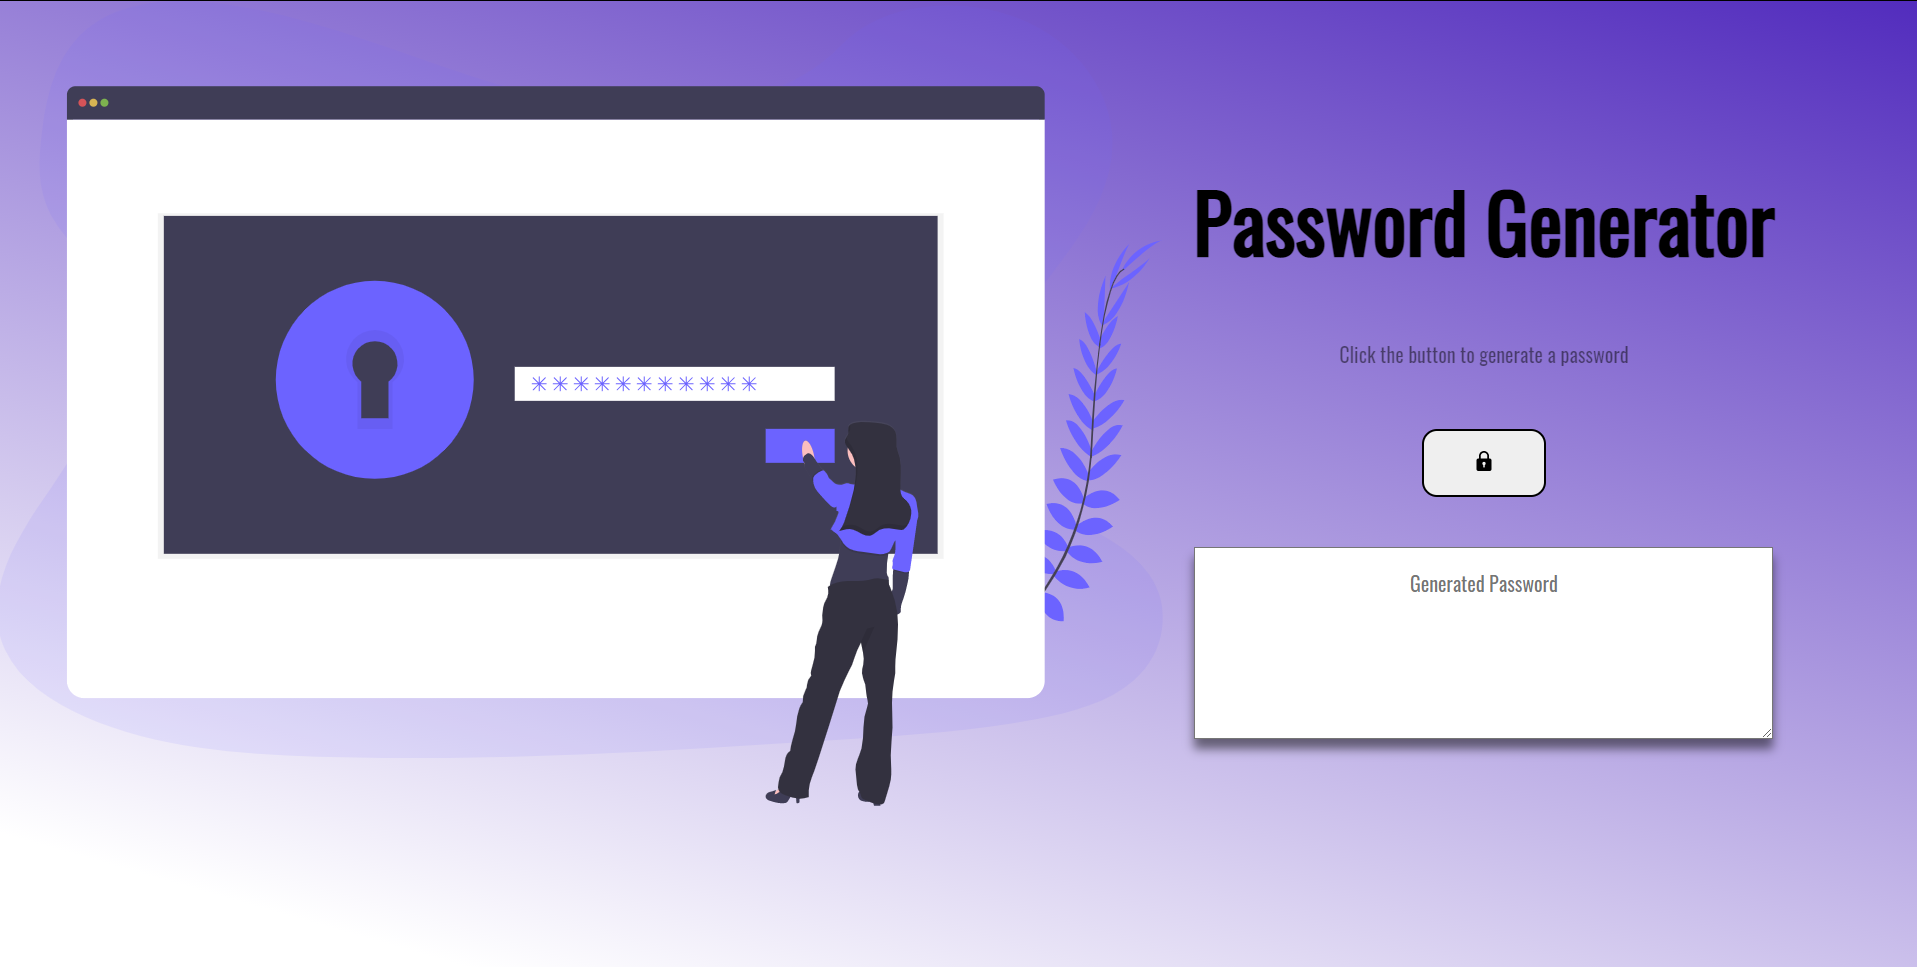 Password Generator
Click the button to generate a password
✳✳✳✳✳✳✳✳✳✳✳
Generated Password